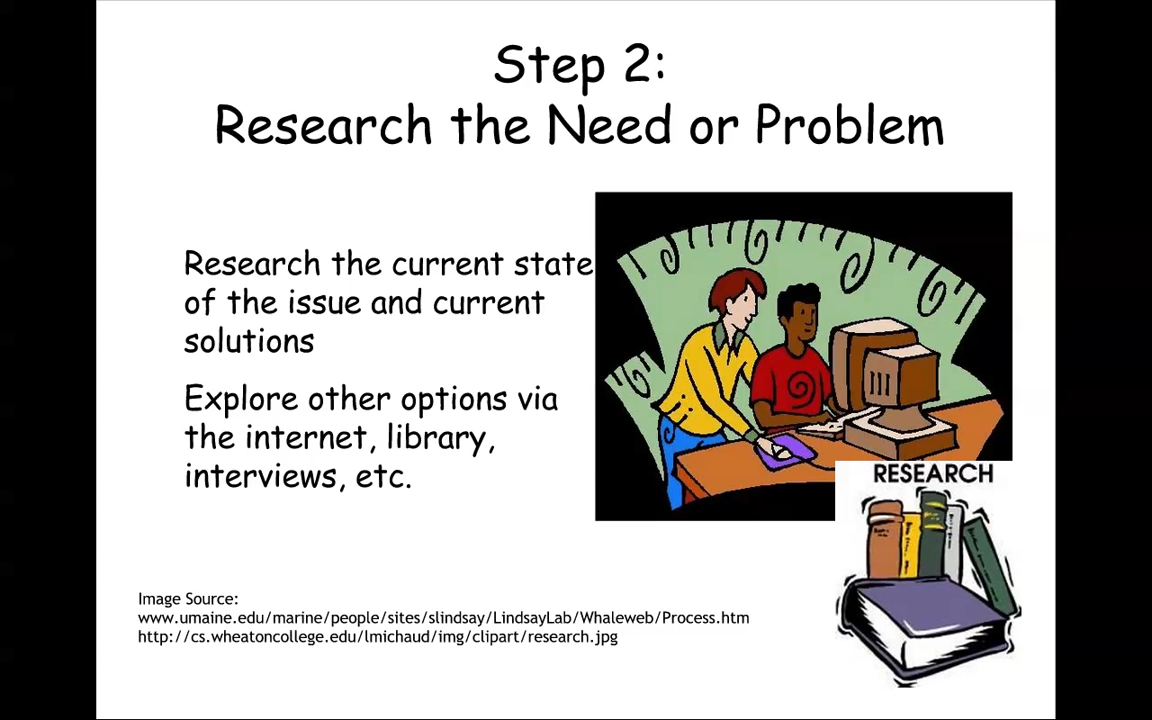 Step 2:
Research the Need or Problem
Research the current state
of the issue and current
solutions
Explore other options via
the internet, library,
interviews, etc.
RESEARCH
Image Source:
www.umaine.edu/marine/people/sites/slindsay/LindsayLab/Whaleweb/Process.htm
http://cs.wheatoncollege.edu/lmichaud/img/clipart/research.jpg